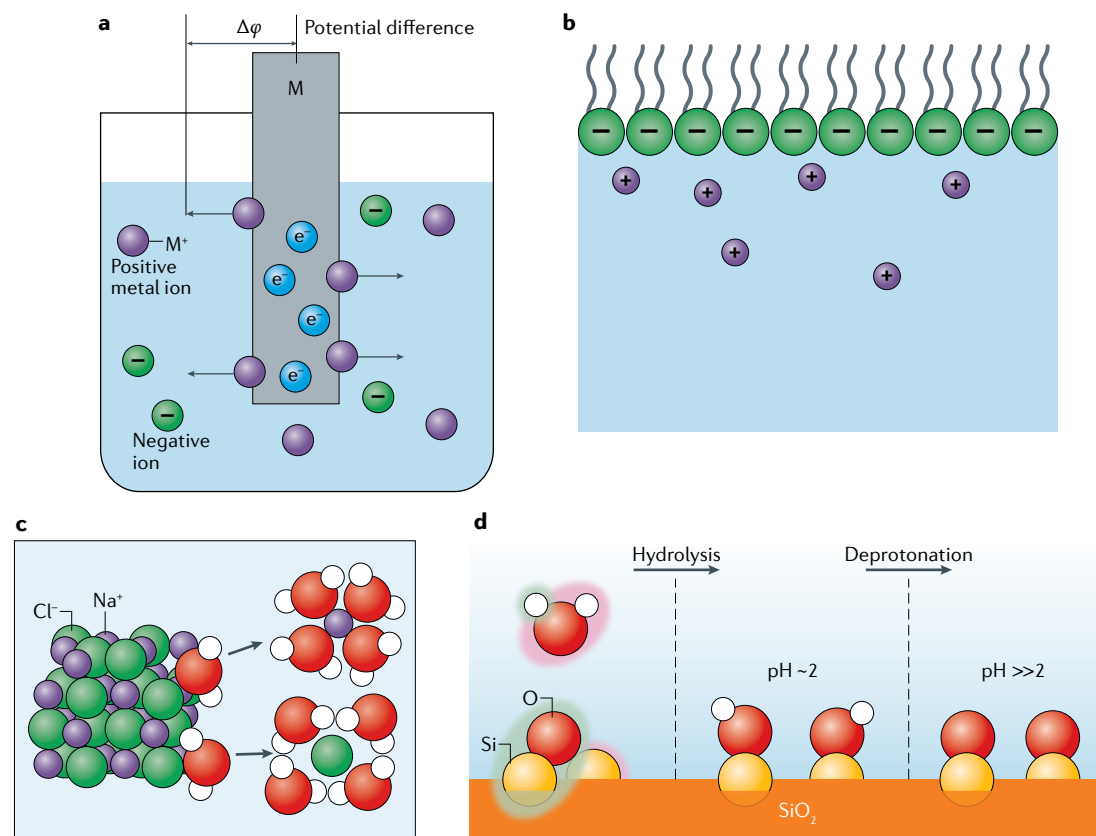 a
Δφ
Potential difference
M
e⁻
e⁻
e⁻
e⁻
−
M⁺
Positive
metal ion
−
−
−
Negative
ion
b
− − − − − − − − − −
+ + + +
+ +
c
Cl⁻
Na⁺
d
Hydrolysis
Deprotonation
pH ~2
pH >>2
O
Si
SiO₂